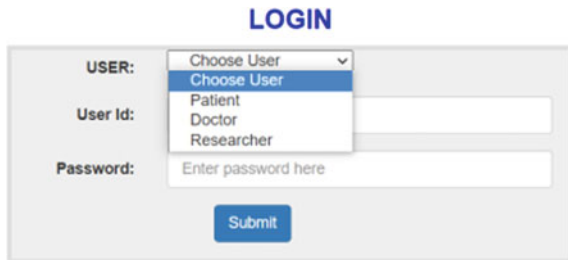 LOGIN
USER: Choose User
Choose User
Patient
User Id:
Doctor
Researcher
Password: Enter password here
Submit